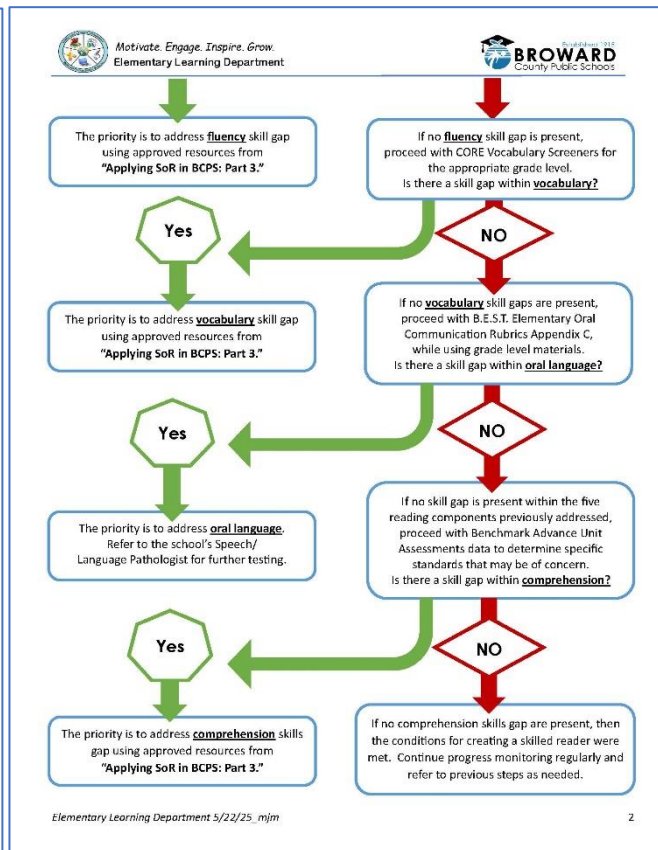 Motivate. Engage. Inspire. Grow.
Elementary Learning Department
Established 1915
BROWARD
County Public Schools
The priority is to address fluency skill gap
using approved resources from
“Applying SoR in BCPS: Part 3.”
If no fluency skill gap is present,
proceed with CORE Vocabulary Screeners for
the appropriate grade level.
Is there a skill gap within vocabulary?
Yes
NO
The priority is to address vocabulary skill gap
using approved resources from
“Applying SoR in BCPS: Part 3.”
If no vocabulary skill gaps are present,
proceed with B.E.S.T. Elementary Oral
Communication Rubrics Appendix C,
while using grade level materials.
Is there a skill gap within oral language?
Yes
NO
The priority is to address oral language.
Refer to the school’s Speech/
Language Pathologist for further testing.
If no skill gap is present within the five
reading components previously addressed,
proceed with Benchmark Advance Unit
Assessments data to determine specific
standards that may be of concern.
Is there a skill gap within comprehension?
Yes
NO
The priority is to address comprehension skills
gap using approved resources from
“Applying SoR in BCPS: Part 3.”
If no comprehension skills gap are present, then
the conditions for creating a skilled reader were
met. Continue progress monitoring regularly and
refer to previous steps as needed.
Elementary Learning Department 5/22/25_mjm
2